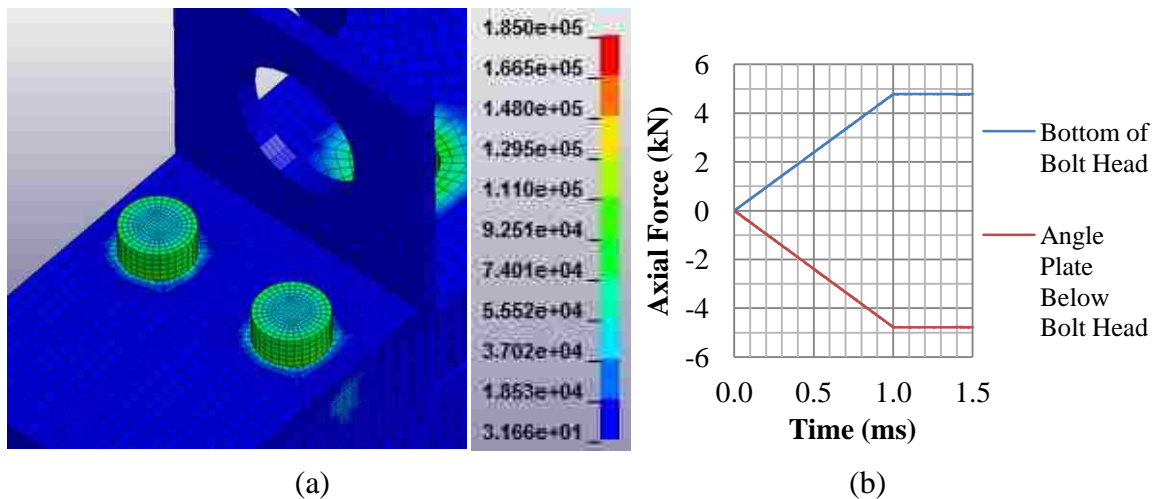 1.850e+05
1.665e+05
1.480e+05
1.295e+05
1.110e+05
9.251e+04
7.401e+04
5.552e+04
3.702e+04
1.853e+04
3.166e+01
(a)
Axial Force (kN)
6
4
2
0
-2
-4
-6
0.0 0.5 1.0 1.5
Time (ms)
Bottom of
Bolt Head
Angle
Plate
Below
Bolt Head
(b)